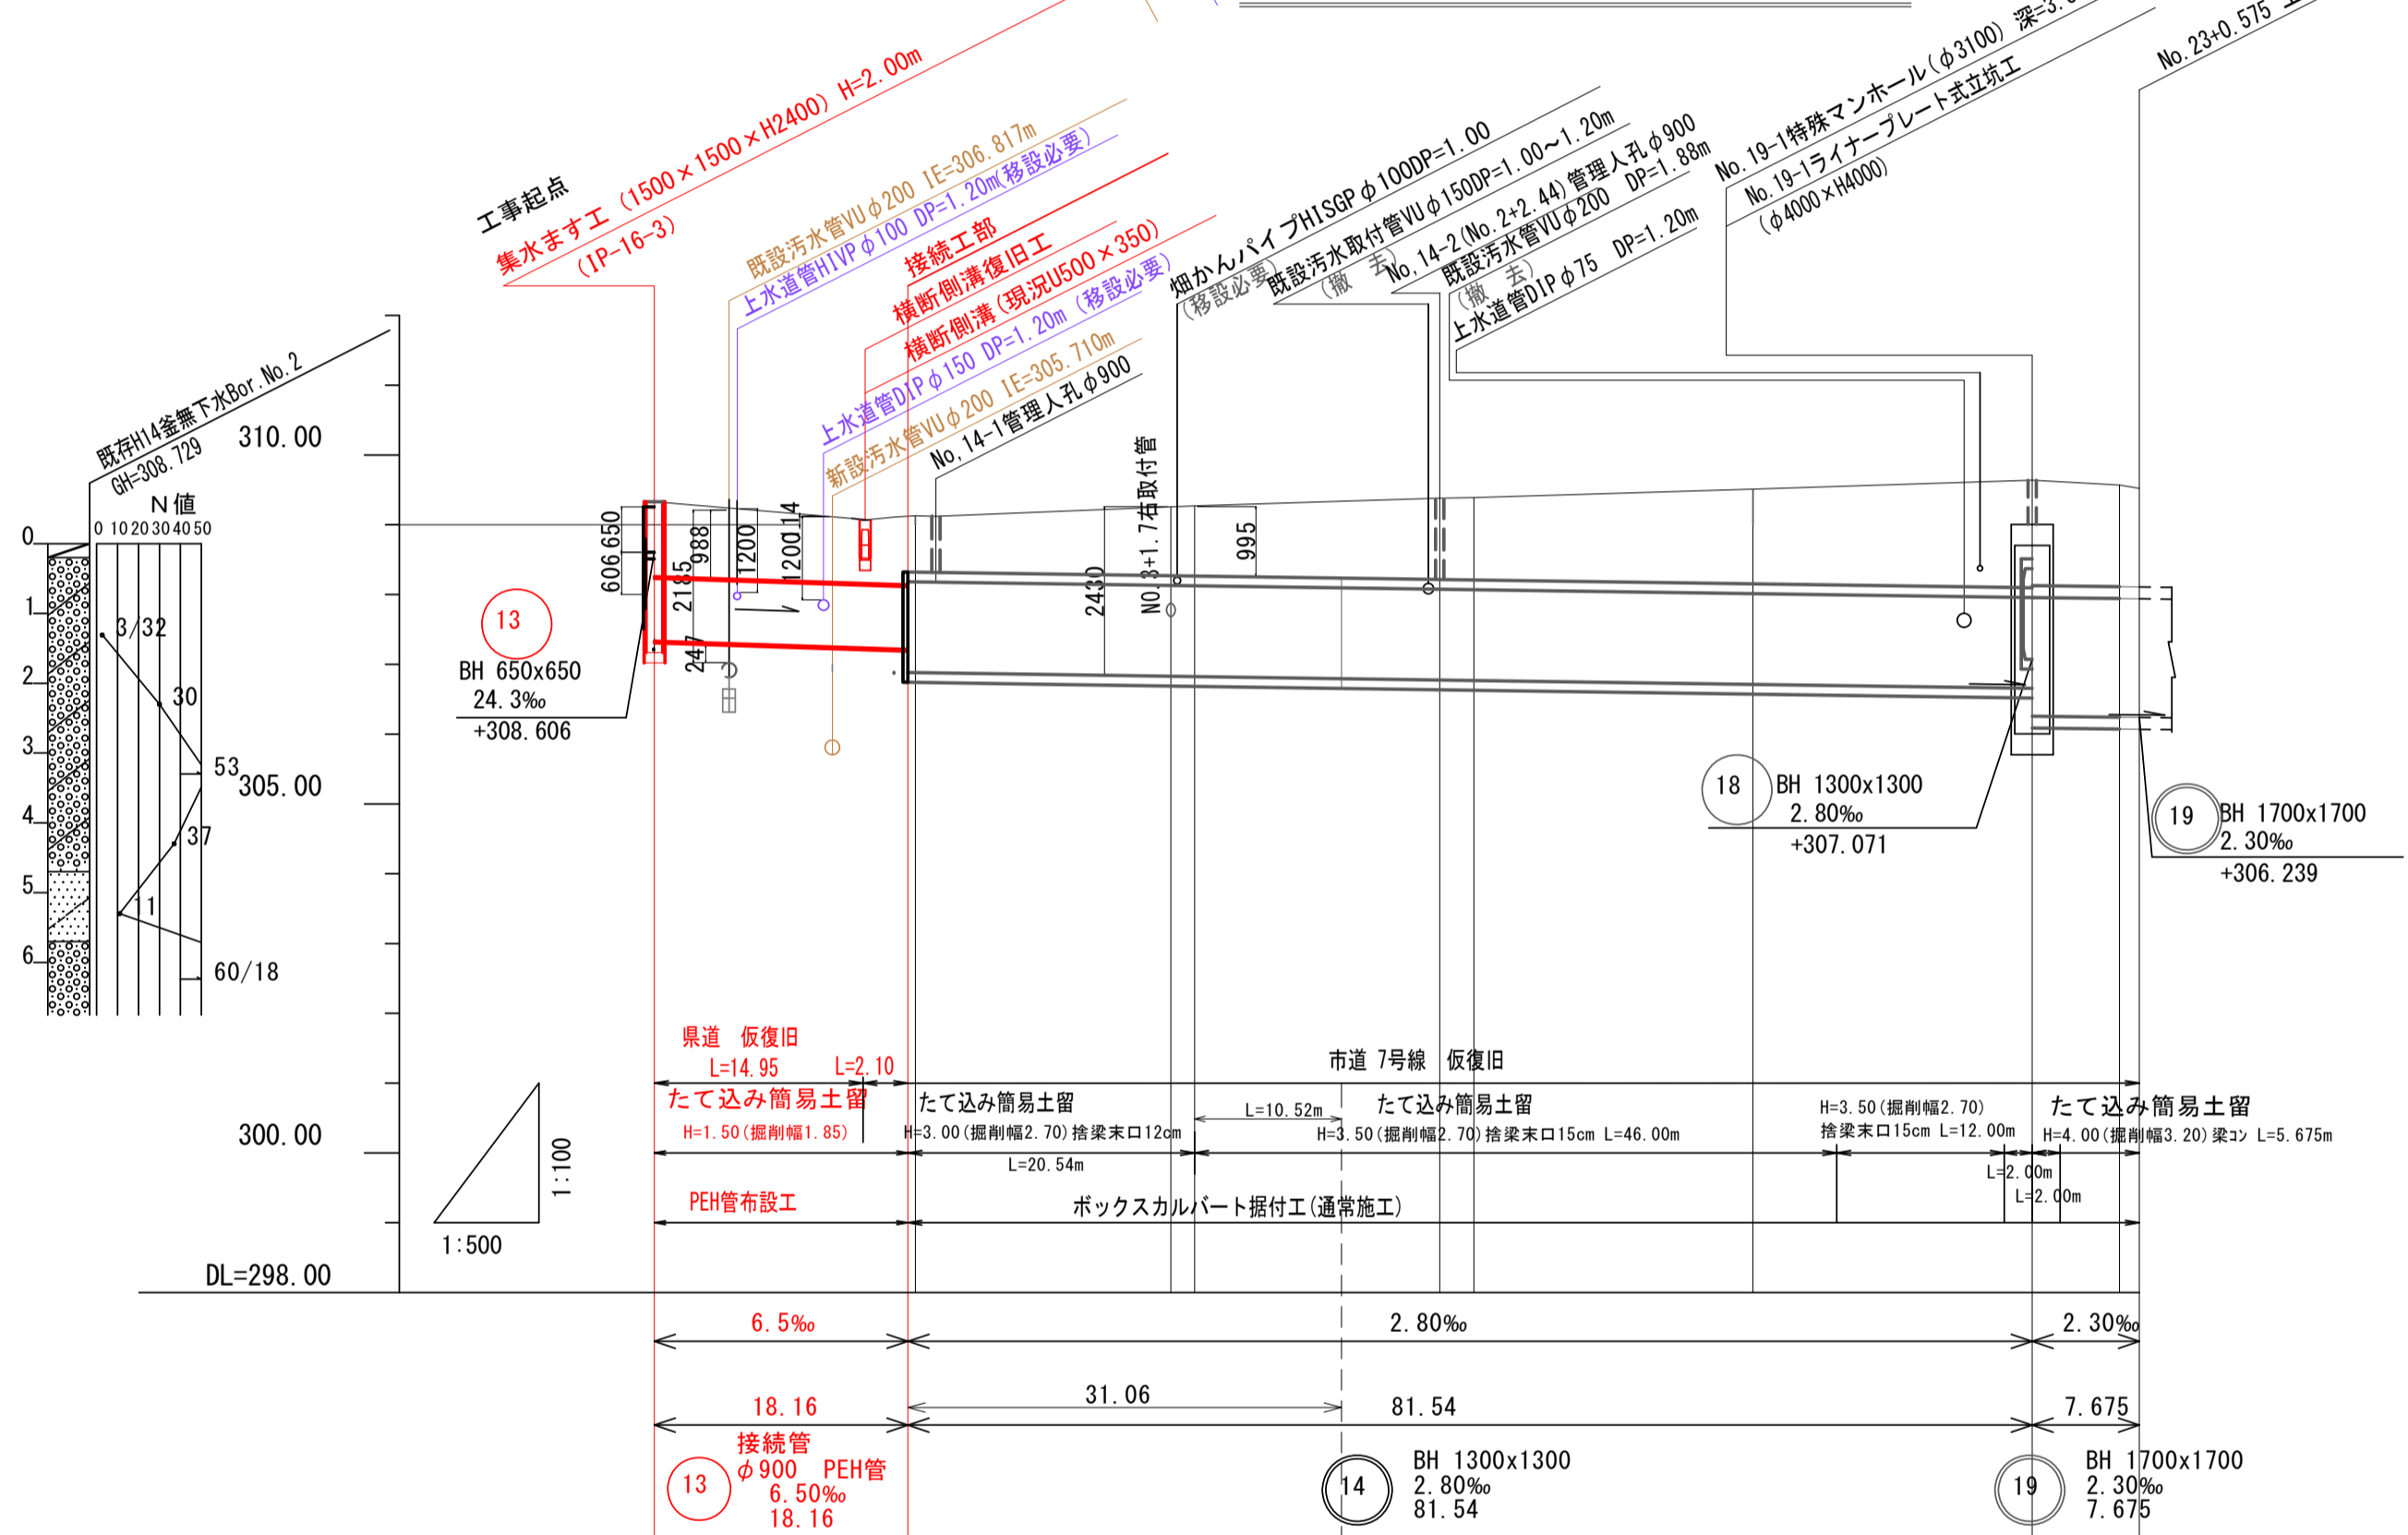 工事起点
集水ます工 (1500×1500×H2400) H=2.00m
(IP-16-3)
既設汚水管VUφ200 IE=306.817m
上水道管HIVPφ100 DP=1.20m(移設必要)
接続工部
横断側溝復旧工
横断側溝(現況U500×350)
上水道管DIPφ150 DP=1.20m (移設必要)
新設汚水管VUφ200 IE=305.710m
No,14-1管理人孔φ900
畑かんパイプHISGPφ100DP=1.00
(移設必要)
既設汚水取付管VUφ150DP=1.00～1.20m
(撤 去)
No,14-2(No.2+2.44)管理人孔φ900
既設汚水管VUφ200 DP=1.88m
(撤 去)
上水道管DIPφ75 DP=1.20m
No.19-1特殊マンホール(φ3100) 深=3.
No.19-1ライナープレート式立坑工
(φ4000×H4000)
No.23+0.575
既存H14釜無下水Bor.No.2
GH=308.729
N値
0 10 20 30 40 50
0
1
2
3
4
5
6
3/32
30
53
37
11
60/18
310.00
305.00
300.00
DL=298.00
1:100
1:500
650
606
2185
988
247
1200
114
1200
2430
NO.3+1.7右取付管
995
13
BH 650x650
24.3‰
+308.606
18
BH 1300x1300
2.80‰
+307.071
19
BH 1700x1700
2.30‰
+306.239
県道 仮復旧
L=14.95
L=2.10
市道 7号線 仮復旧
たて込み簡易土留
H=1.50(掘削幅1.85)
たて込み簡易土留
H=3.00(掘削幅2.70)捨梁末口12cm
L=20.54m
L=10.52m
たて込み簡易土留
H=3.50(掘削幅2.70)捨梁末口15cm L=46.00m
H=3.50(掘削幅2.70)
捨梁末口15cm L=12.00m
たて込み簡易土留
H=4.00(掘削幅3.20)梁コン L=5.675m
L=2.00m
L=2.00m
PEH管布設工
ボックスカルバート据付工(通常施工)
6.5‰
2.80‰
2.30‰
18.16
31.06
81.54
7.675
13
接続管
φ900 PEH管
6.50‰
18.16
14
BH 1300x1300
2.80‰
81.54
19
BH 1700x1700
2.30‰
7.675